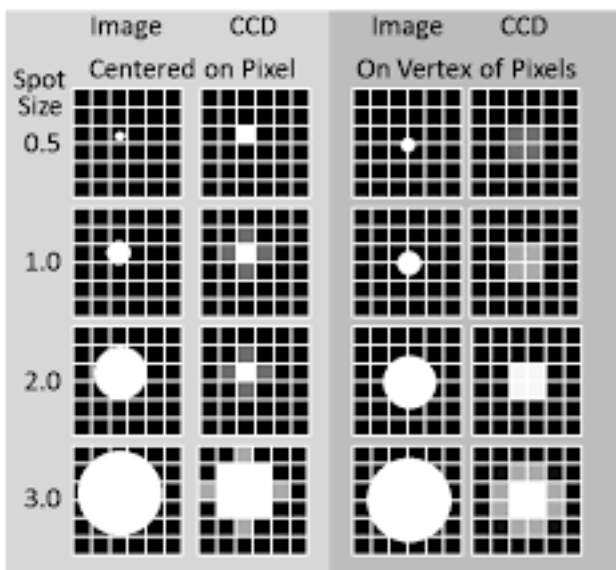 Image CCD Image CCD
Spot Size Centered on Pixel On Vertex of Pixels
0.5
1.0
2.0
3.0